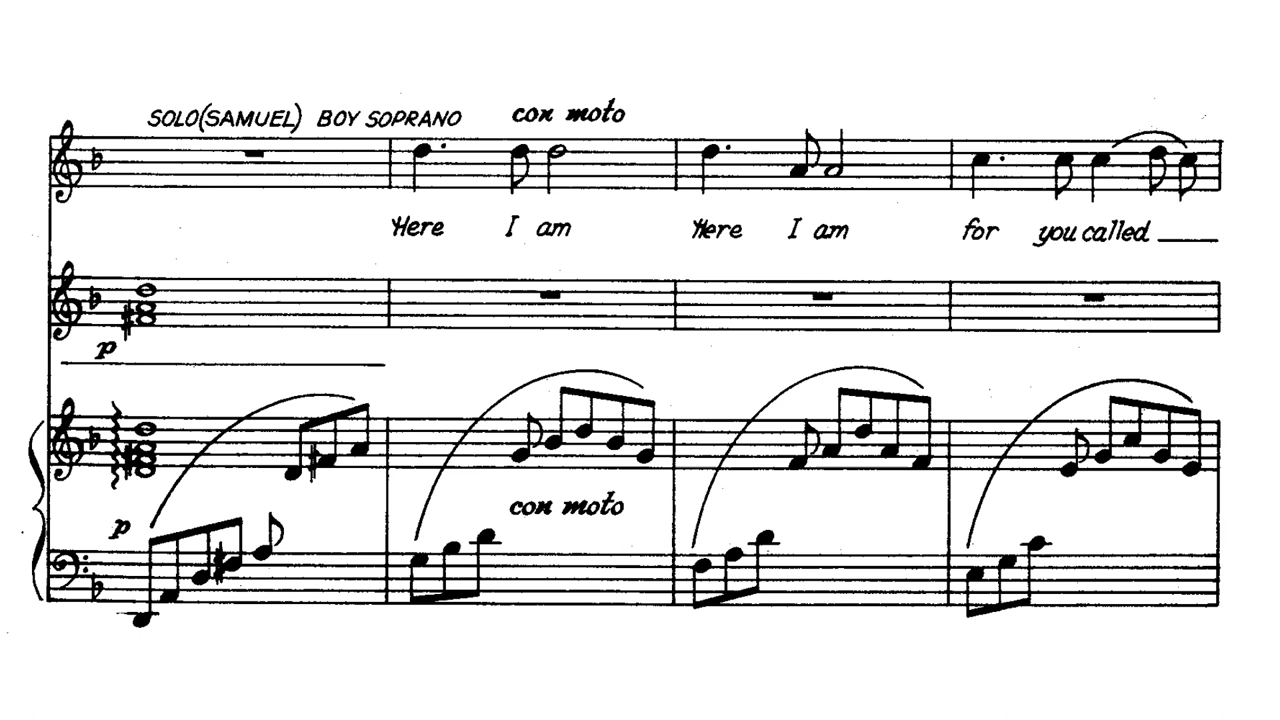 SOLO(SAMUEL) BOY SOPRANO con moto
Here I am Here I am for you called
p
con moto
p